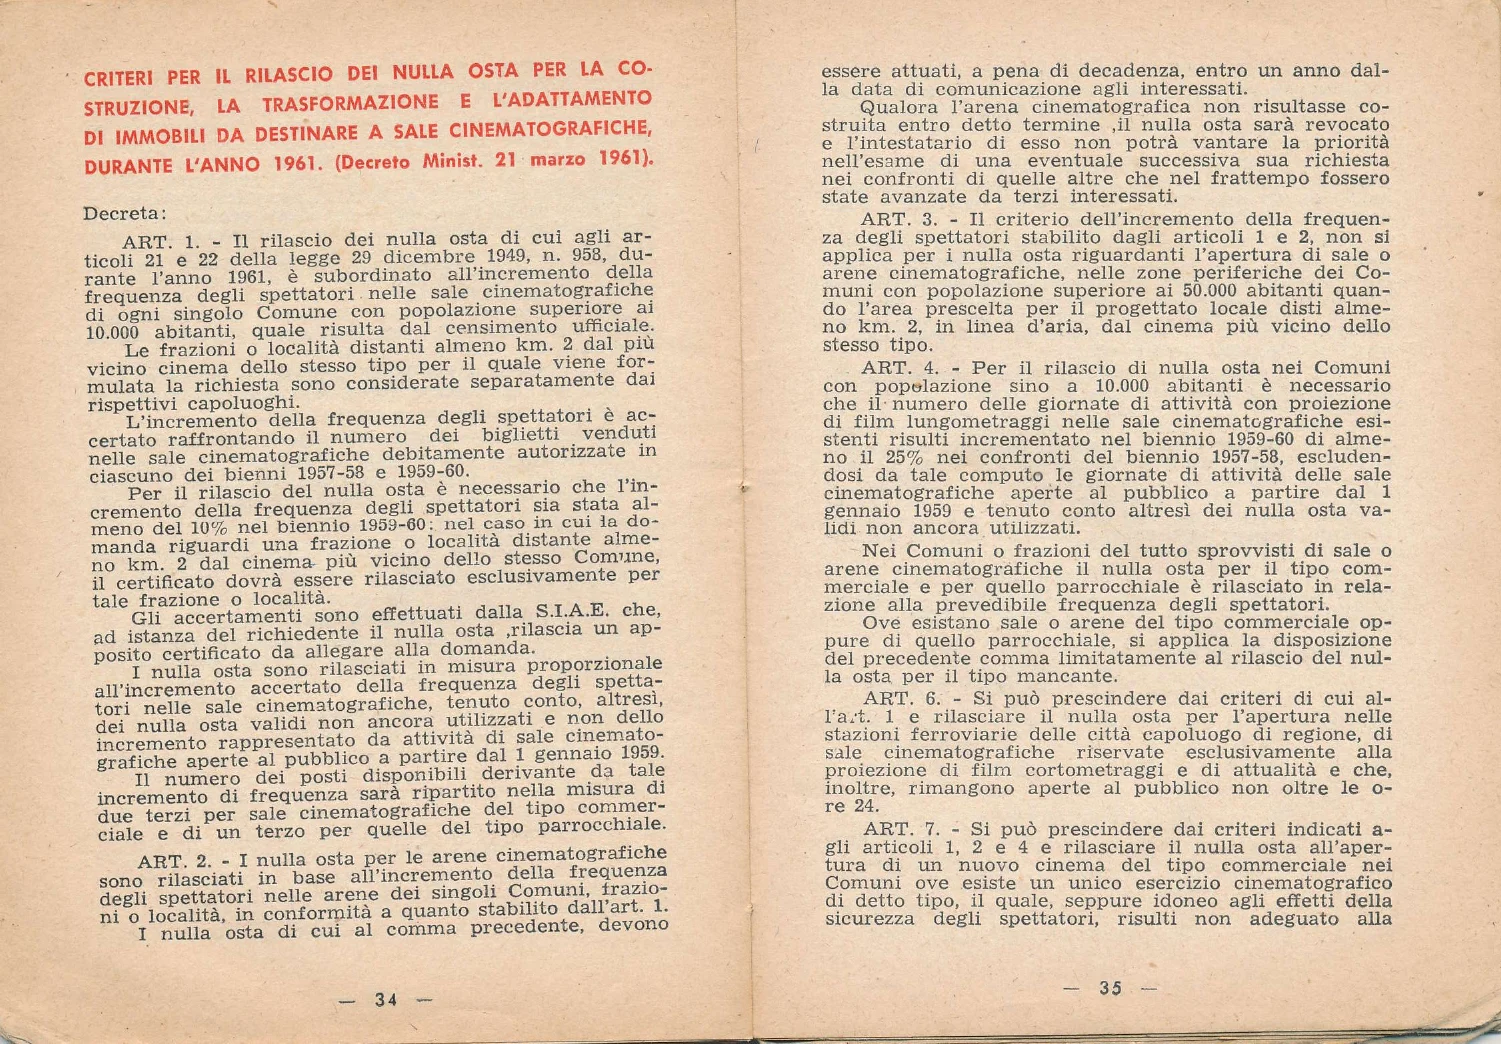 CRITERI PER IL RILASCIO DEI NULLA OSTA PER LA CO-
STRUZIONE, LA TRASFORMAZIONE E L'ADATTAMENTO
DI IMMOBILI DA DESTINARE A SALE CINEMATOGRAFICHE,
DURANTE L'ANNO 1961. (Decreto Minist. 21 marzo 1961).
Decreta:
ART. 1. - Il rilascio dei nulla osta di cui agli ar-
ticoli 21 e 22 della legge 29 dicembre 1949, n. 958, du-
rante l'anno 1961, è subordinato all'incremento della
frequenza degli spettatori nelle sale cinematografiche
di ogni singolo Comune con popolazione superiore ai
10.000 abitanti, quale risulta dal censimento ufficiale.
Le frazioni o località distanti almeno km. 2 dal più
vicino cinema dello stesso tipo per il quale viene for-
mulata la richiesta sono considerate separatamente dai
rispettivi capoluoghi.
L'incremento della frequenza degli spettatori è ac-
certato raffrontando il numero dei biglietti venduti
nelle sale cinematografiche debitamente autorizzate in
ciascuno dei bienni 1957-58 e 1959-60.
Per il rilascio del nulla osta è necessario che l'in-
cremento della frequenza degli spettatori sia stata al-
meno del 10% nel biennio 1959-60: nel caso in cui la do-
manda riguardi una frazione o località distante alme-
no km. 2 dal cinema più vicino dello stesso Comune,
il certificato dovrà essere rilasciato esclusivamente per
tale frazione o località.
Gli accertamenti sono effettuati dalla S.I.A.E. che,
ad istanza del richiedente il nulla osta ,rilascia un ap-
posito certificato da allegare alla domanda.
I nulla osta sono rilasciati in misura proporzionale
all'incremento accertato della frequenza degli spetta-
tori nelle sale cinematografiche, tenuto conto, altresì,
dei nulla osta validi non ancora utilizzati e non dello
incremento rappresentato da attività di sale cinemato-
grafiche aperte al pubblico a partire dal 1 gennaio 1959.
Il numero dei posti disponibili derivante da tale
incremento di frequenza sarà ripartito nella misura di
due terzi per sale cinematografiche del tipo commer-
ciale e di un terzo per quelle del tipo parrocchiale.
ART. 2. - I nulla osta per le arene cinematografiche
sono rilasciati in base all'incremento della frequenza
degli spettatori nelle arene dei singoli Comuni, frazio-
ni o località, in conformità a quanto stabilito dall'art. 1.
I nulla osta di cui al comma precedente, devono
— 34 —
essere attuati, a pena di decadenza, entro un anno dal-
la data di comunicazione agli interessati.
Qualora l'arena cinematografica non risultasse co-
struita entro detto termine ,il nulla osta sarà revocato
e l'intestatario di esso non potrà vantare la priorità
nell'esame di una eventuale successiva sua richiesta
nei confronti di quelle altre che nel frattempo fossero
state avanzate da terzi interessati.
ART. 3. - Il criterio dell'incremento della frequen-
za degli spettatori stabilito dagli articoli 1 e 2, non si
applica per i nulla osta riguardanti l'apertura di sale o
arene cinematografiche, nelle zone periferiche dei Co-
muni con popolazione superiore ai 50.000 abitanti quan-
do l'area prescelta per il progettato locale disti alme-
no km. 2, in linea d'aria, dal cinema più vicino dello
stesso tipo.
ART. 4. - Per il rilascio di nulla osta nei Comuni
con popolazione sino a 10.000 abitanti è necessario
che il numero delle giornate di attività con proiezione
di film lungometraggi nelle sale cinematografiche esi-
stenti risulti incrementato nel biennio 1959-60 di alme-
no il 25% nei confronti del biennio 1957-58, escluden-
dosi da tale computo le giornate di attività delle sale
cinematografiche aperte al pubblico a partire dal 1
gennaio 1959 e tenuto conto altresì dei nulla osta va-
lidi non ancora utilizzati.
Nei Comuni o frazioni del tutto sprovvisti di sale o
arene cinematografiche il nulla osta per il tipo com-
merciale e per quello parrocchiale è rilasciato in rela-
zione alla prevedibile frequenza degli spettatori.
Ove esistano sale o arene del tipo commerciale op-
pure di quello parrocchiale, si applica la disposizione
del precedente comma limitatamente al rilascio del nul-
la osta per il tipo mancante.
ART. 6. - Si può prescindere dai criteri di cui al-
l'art. 1 e rilasciare il nulla osta per l'apertura nelle
stazioni ferroviarie delle città capoluogo di regione, di
sale cinematografiche riservate esclusivamente alla
proiezione di film cortometraggi e di attualità e che,
inoltre, rimangono aperte al pubblico non oltre le o-
re 24.
ART. 7. - Si può prescindere dai criteri indicati a-
gli articoli 1, 2 e 4 e rilasciare il nulla osta all'aper-
tura di un nuovo cinema del tipo commerciale nei
Comuni ove esiste un unico esercizio cinematografico
di detto tipo, il quale, seppure idoneo agli effetti della
sicurezza degli spettatori, risulti non adeguato alla
— 35 —